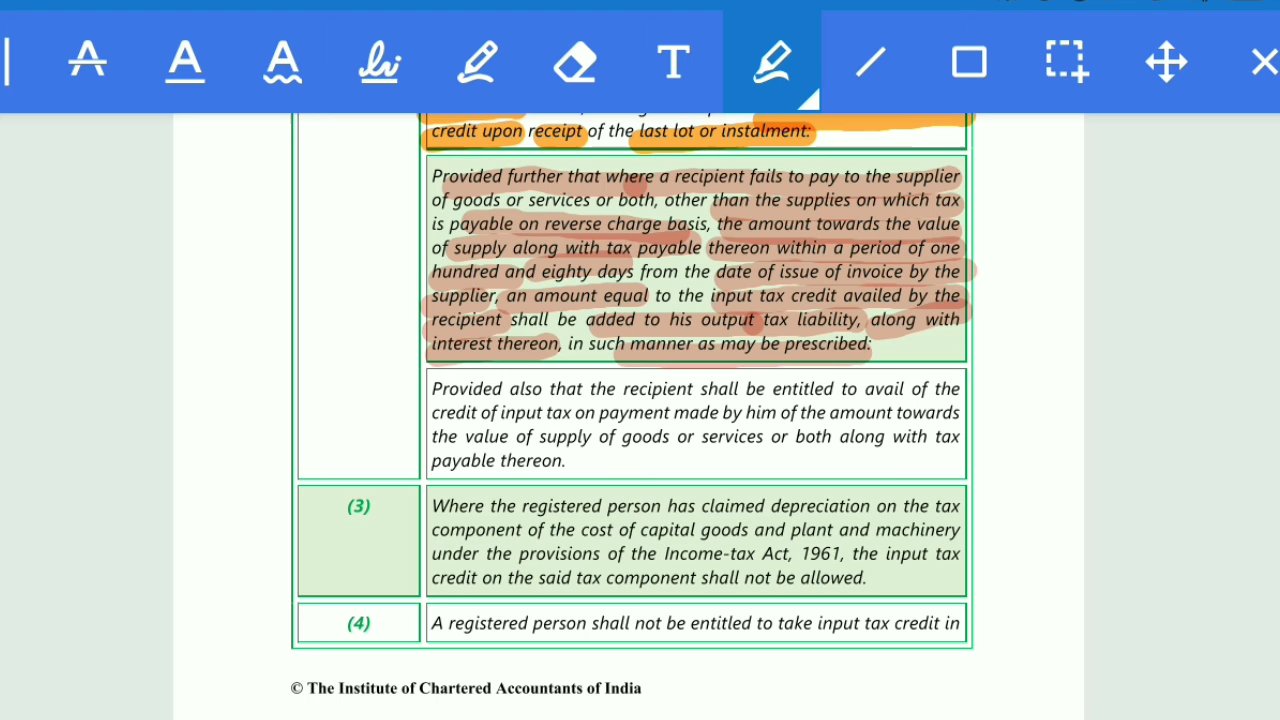 credit upon receipt of the last lot or instalment:
Provided further that where a recipient fails to pay to the supplier
of goods or services or both, other than the supplies on which tax
is payable on reverse charge basis, the amount towards the value
of supply along with tax payable thereon within a period of one
hundred and eighty days from the date of issue of invoice by the
supplier, an amount equal to the input tax credit availed by the
recipient shall be added to his output tax liability, along with
interest thereon, in such manner as may be prescribed:
Provided also that the recipient shall be entitled to avail of the
credit of input tax on payment made by him of the amount towards
the value of supply of goods or services or both along with tax
payable thereon.
(3) Where the registered person has claimed depreciation on the tax
component of the cost of capital goods and plant and machinery
under the provisions of the Income-tax Act, 1961, the input tax
credit on the said tax component shall not be allowed.
(4) A registered person shall not be entitled to take input tax credit in
© The Institute of Chartered Accountants of India